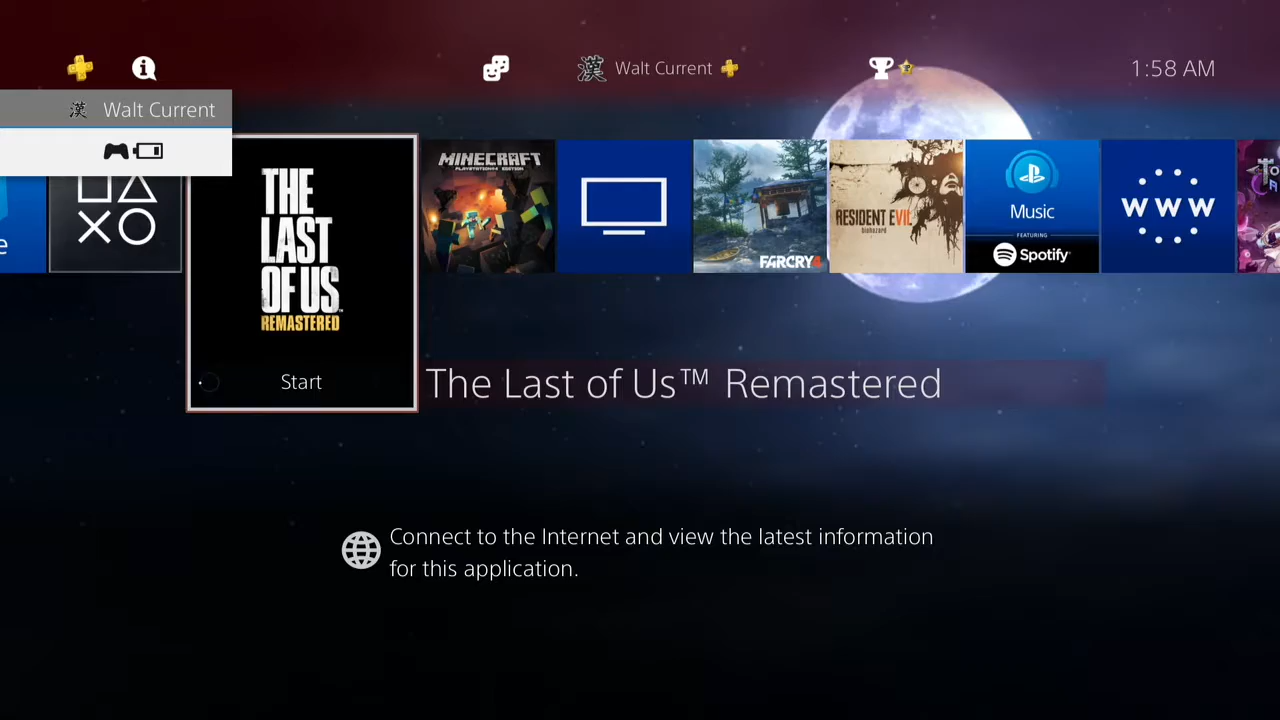 漢 Walt Current
1:58 AM
漢 Walt Current
e
THE
LAST
OF US
REMASTERED
Start
MINECRAFT
PLAYSTATION®4 EDITION
FARCRY4
RESIDENT EVIL
biohazard
Music
FEATURING
Spotify
WWW
The Last of Us™ Remastered
Connect to the Internet and view the latest information
for this application.